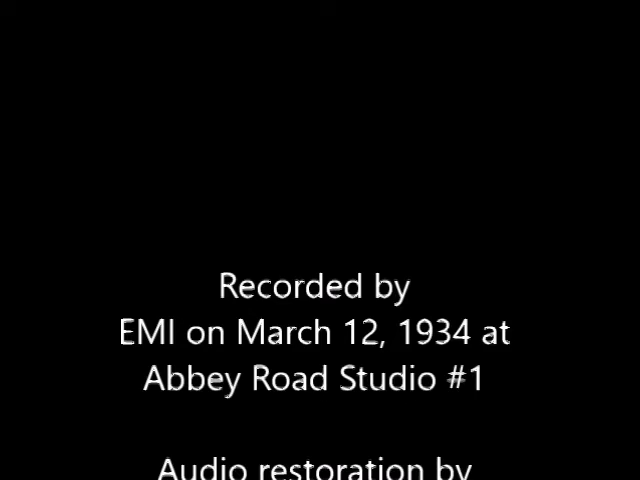 Recorded by
EMI on March 12, 1934 at
Abbey Road Studio #1
Audio restoration by